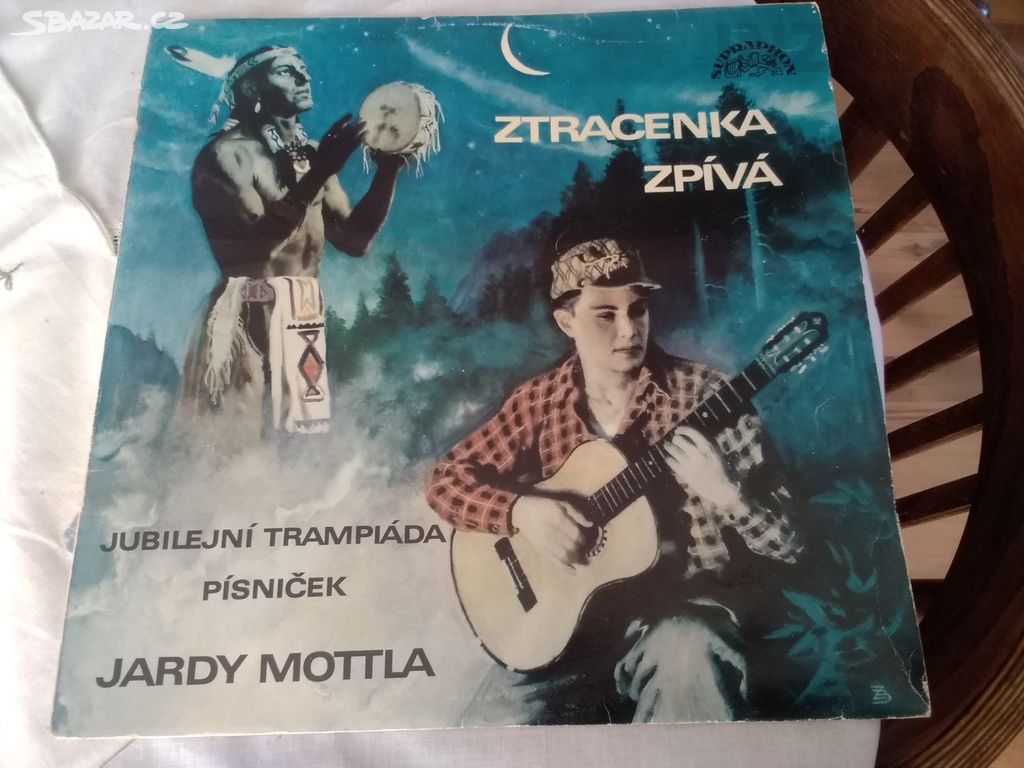 SBAZAR.CZ
SUPRAPHON
ZTRACENKA
ZPÍVÁ
JUBILEJNÍ TRAMPIÁDA
PÍSNIČEK
JARDY MOTTLA